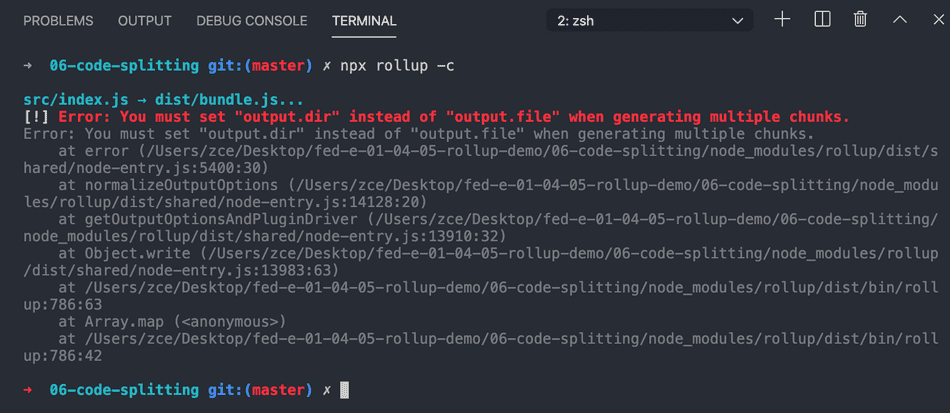 PROBLEMS OUTPUT DEBUG CONSOLE TERMINAL 2: zsh
➜ 06-code-splitting git:(master) ✗ npx rollup -c
src/index.js → dist/bundle.js...
[!] Error: You must set "output.dir" instead of "output.file" when generating multiple chunks.
Error: You must set "output.dir" instead of "output.file" when generating multiple chunks.
at error (/Users/zce/Desktop/fed-e-01-04-05-rollup-demo/06-code-splitting/node_modules/rollup/dist/s
hared/node-entry.js:5400:30)
at normalizeOutputOptions (/Users/zce/Desktop/fed-e-01-04-05-rollup-demo/06-code-splitting/node_modu
les/rollup/dist/shared/node-entry.js:14128:20)
at getOutputOptionsAndPluginDriver (/Users/zce/Desktop/fed-e-01-04-05-rollup-demo/06-code-splitting/
node_modules/rollup/dist/shared/node-entry.js:13910:32)
at Object.write (/Users/zce/Desktop/fed-e-01-04-05-rollup-demo/06-code-splitting/node_modules/rollup
/dist/shared/node-entry.js:13983:63)
at /Users/zce/Desktop/fed-e-01-04-05-rollup-demo/06-code-splitting/node_modules/rollup/dist/bin/roll
up:786:63
at Array.map (<anonymous>)
at /Users/zce/Desktop/fed-e-01-04-05-rollup-demo/06-code-splitting/node_modules/rollup/dist/bin/roll
up:786:42
➜ 06-code-splitting git:(master) ✗